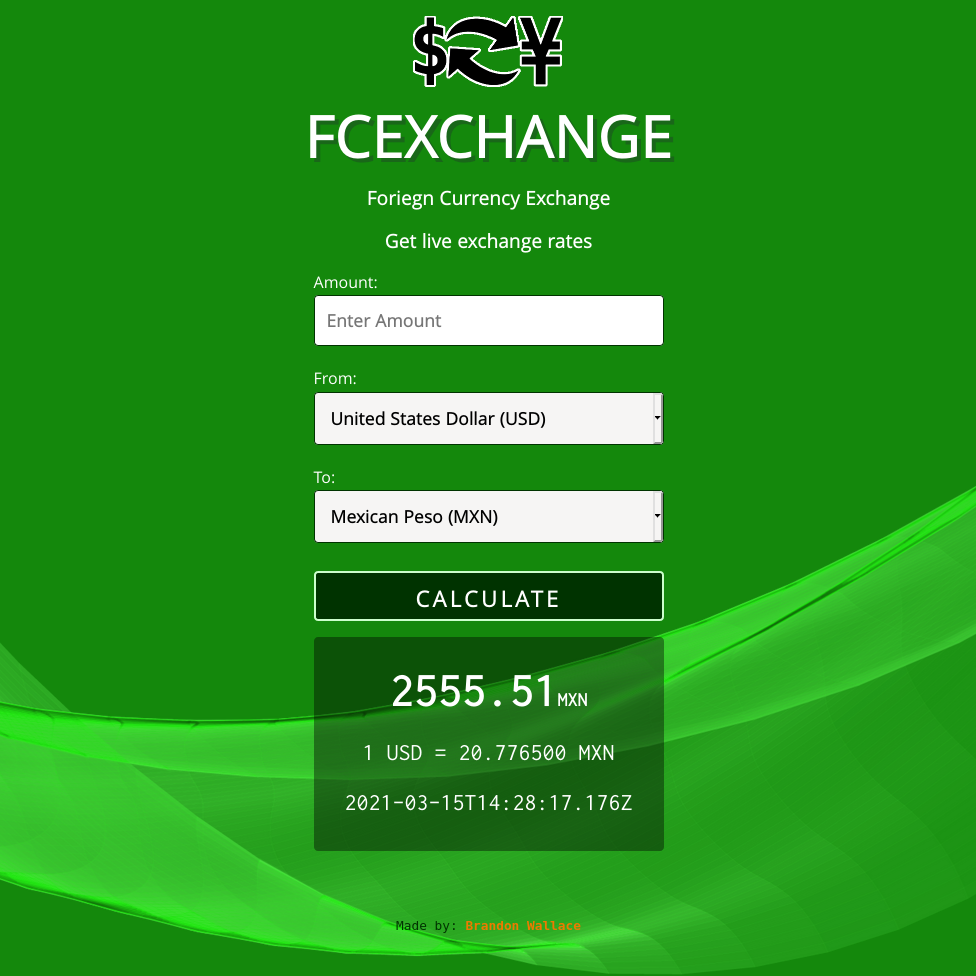 $ ¥
FCEXCHANGE
Foriegn Currency Exchange
Get live exchange rates
Amount:
Enter Amount
From:
United States Dollar (USD)
To:
Mexican Peso (MXN)
CALCULATE
2555.51MXN
1 USD = 20.776500 MXN
2021-03-15T14:28:17.176Z
Made by: Brandon Wallace